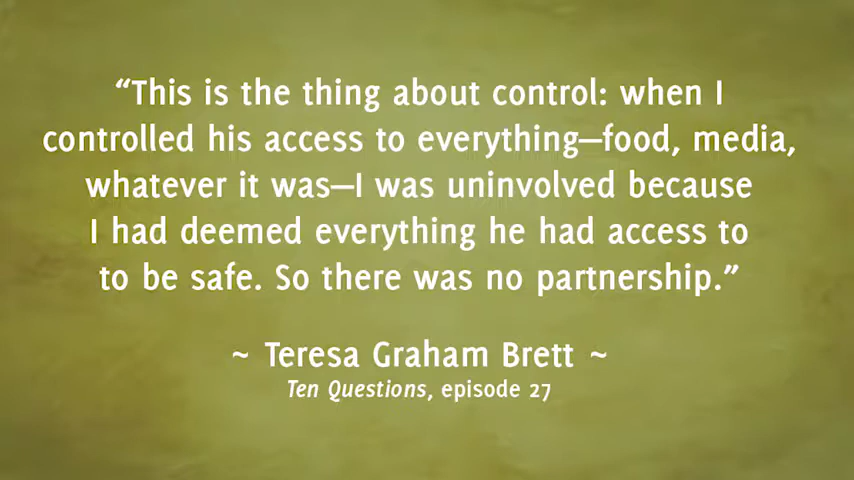 “This is the thing about control: when I
controlled his access to everything—food, media,
whatever it was—I was uninvolved because
I had deemed everything he had access to
to be safe. So there was no partnership.”
~ Teresa Graham Brett ~
Ten Questions, episode 27